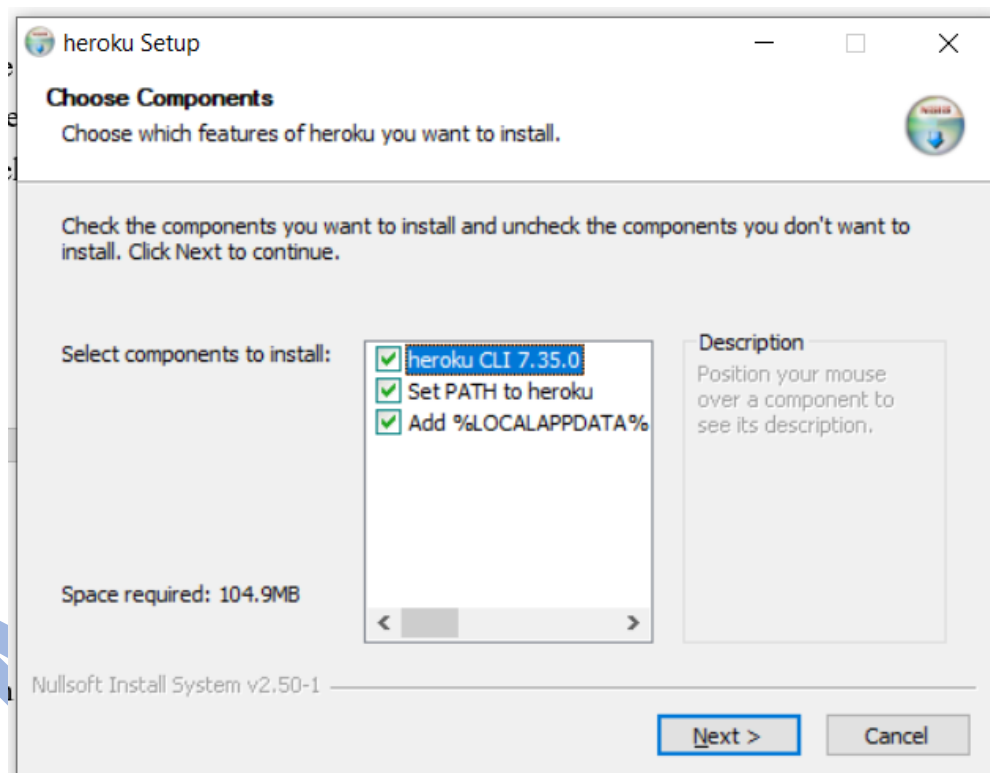 heroku Setup
Choose Components
Choose which features of heroku you want to install.
Check the components you want to install and uncheck the components you don't want to
install. Click Next to continue.
Select components to install:
heroku CLI 7.35.0
Set PATH to heroku
Add %LOCALAPPDATA%
Description
Position your mouse
over a component to
see its description.
Space required: 104.9MB
Nullsoft Install System v2.50-1
Next >
Cancel